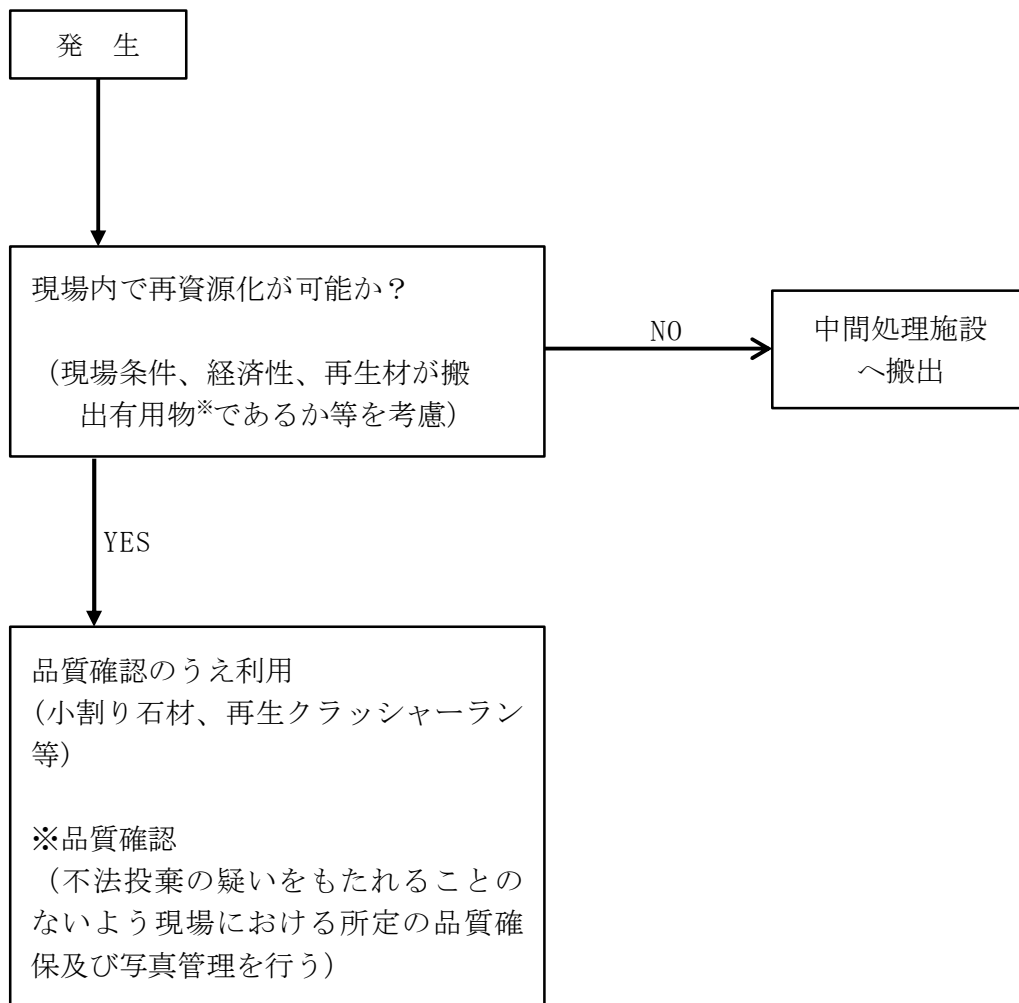 発　生
現場内で再資源化が可能か？
（現場条件、経済性、再生材が搬
出有用物※であるか等を考慮）
NO
中間処理施設
へ搬出
YES
品質確認のうえ利用
（小割り石材、再生クラッシャーラン
等）
※品質確認
（不法投棄の疑いをもたれることの
ないよう現場における所定の品質確
保及び写真管理を行う）